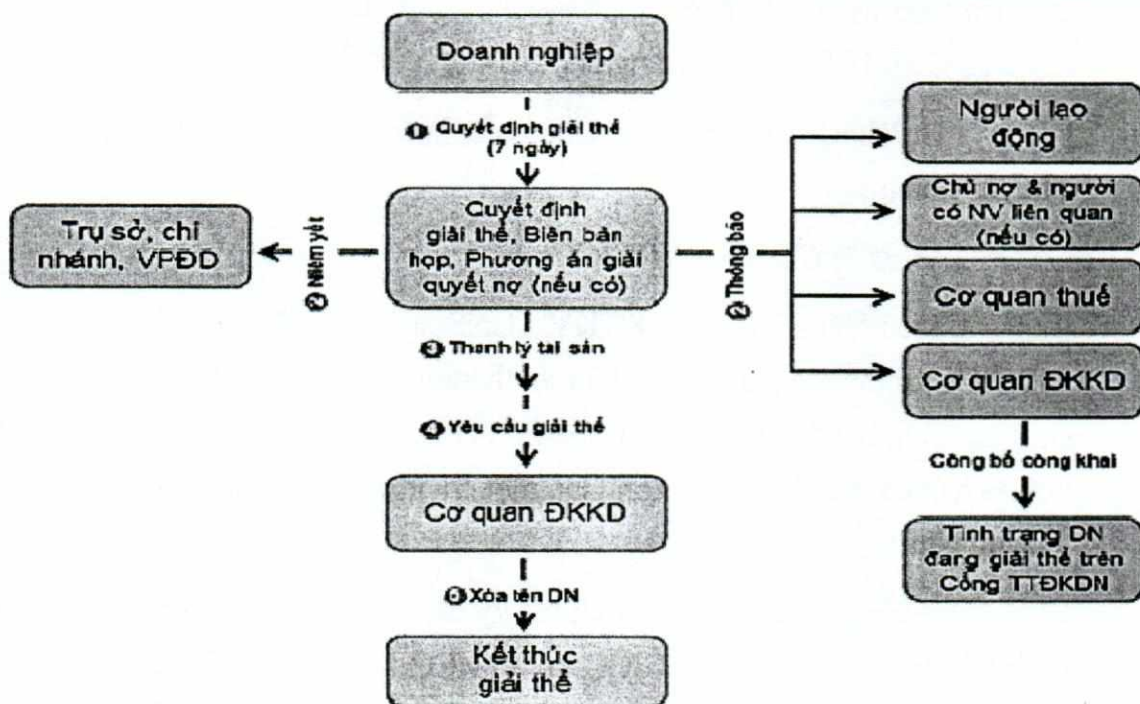 Doanh nghiệp
❶ Quyết định giải thể
(7 ngày)
Quyết định
giải thể, Biên bản
họp, Phương án giải
quyết nợ (nếu có)
❷ Niêm yết
Trụ sở, chi
nhánh, VPĐD
❷ Thông báo
Người lao
động
Chủ nợ & người
có NV liên quan
(nếu có)
Cơ quan thuế
Cơ quan ĐKKD
Công bố công khai
Tình trạng DN
đang giải thể trên
Cổng TTĐKDN
❸ Thanh lý tài sản
❹ Yêu cầu giải thể
Cơ quan ĐKKD
Xóa tên DN
Kết thúc
giải thể